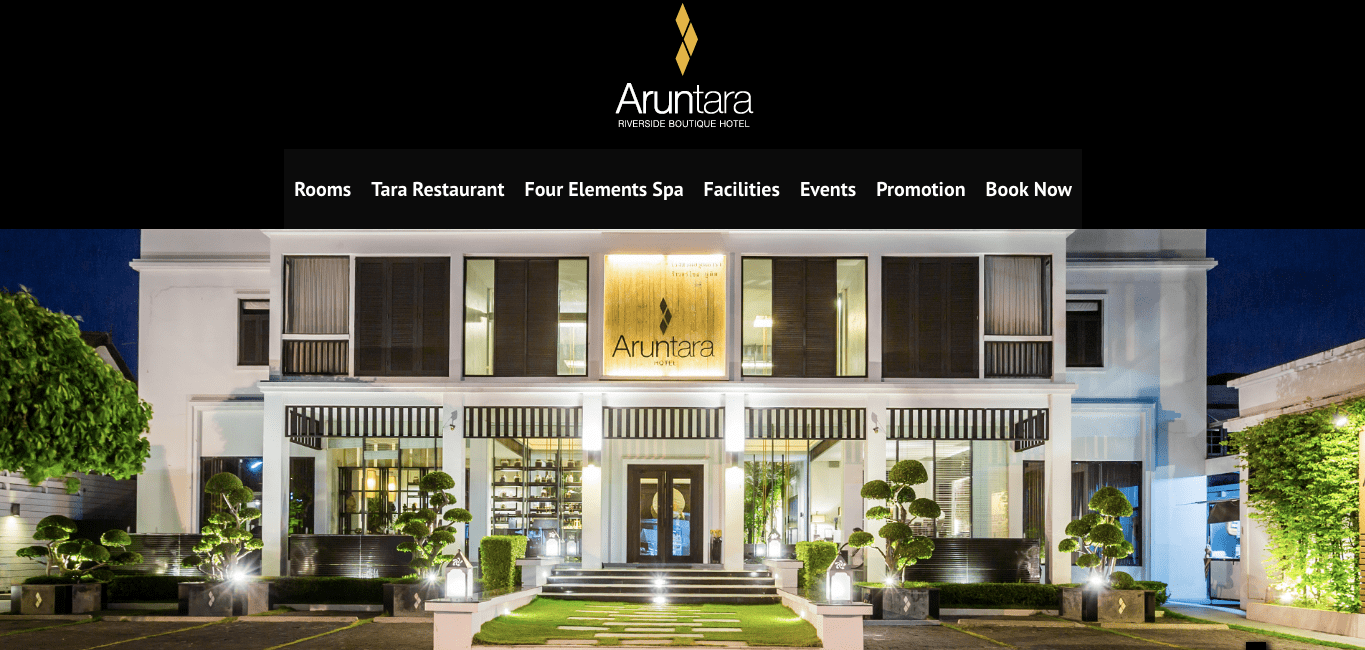 Aruntara
RIVERSIDE BOUTIQUE HOTEL
Rooms Tara Restaurant Four Elements Spa Facilities Events Promotion Book Now
Aruntara
HOTEL